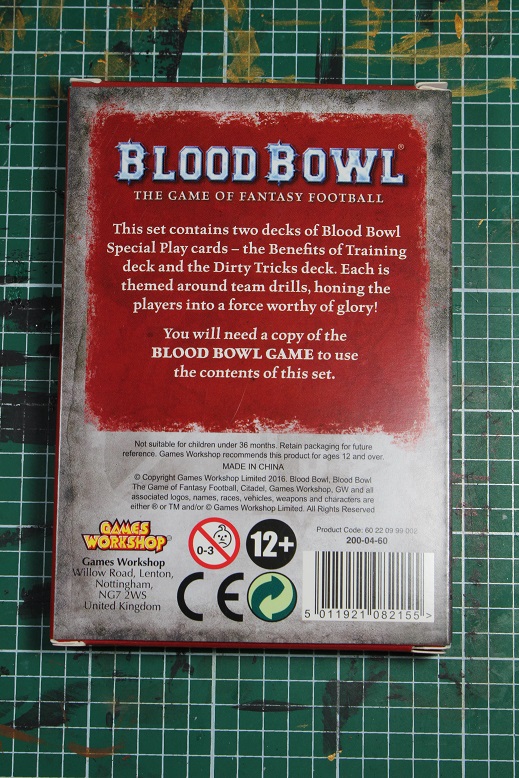 BLOOD BOWL®
THE GAME OF FANTASY FOOTBALL
This set contains two decks of Blood Bowl
Special Play cards – the Benefits of Training
deck and the Dirty Tricks deck. Each is
themed around team drills, honing the
players into a force worthy of glory!
You will need a copy of the
BLOOD BOWL GAME to use
the contents of this set.
Not suitable for children under 36 months. Retain packaging for future
reference. Games Workshop recommends this product for ages 12 and over.
MADE IN CHINA
© Copyright Games Workshop Limited 2016. Blood Bowl, Blood Bowl
The Game of Fantasy Football, Citadel, Games Workshop, GW and all
associated logos, names, races, vehicles, weapons and characters are
either ® or TM and/or © Games Workshop Limited. All Rights Reserved
GAMES
WORKSHOP®
Games Workshop
Willow Road, Lenton,
Nottingham,
NG7 2WS
United Kingdom
0-3
12+
CE
Product Code: 60 22 09 99 002
200-04-60
5 011921 082155 >